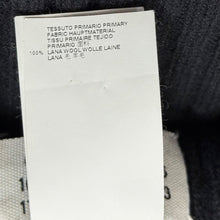 TESSUTO PRIMARIO PRIMARY
FABRIC HAUPTMATERIAL
TISSU PRIMAIRE TEJIDO
PRIMARIO
100% LANA WOOL WOLLE LAINE
LANA